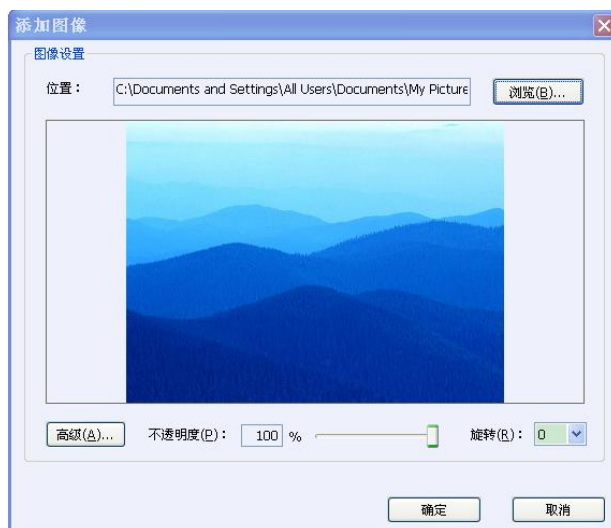 添加图像
图像设置
位置： C:\Documents and Settings\All Users\Documents\My Picture 浏览(B)...
高级(A)... 不透明度(P)： 100 % 旋转(R)： 0
确定 取消